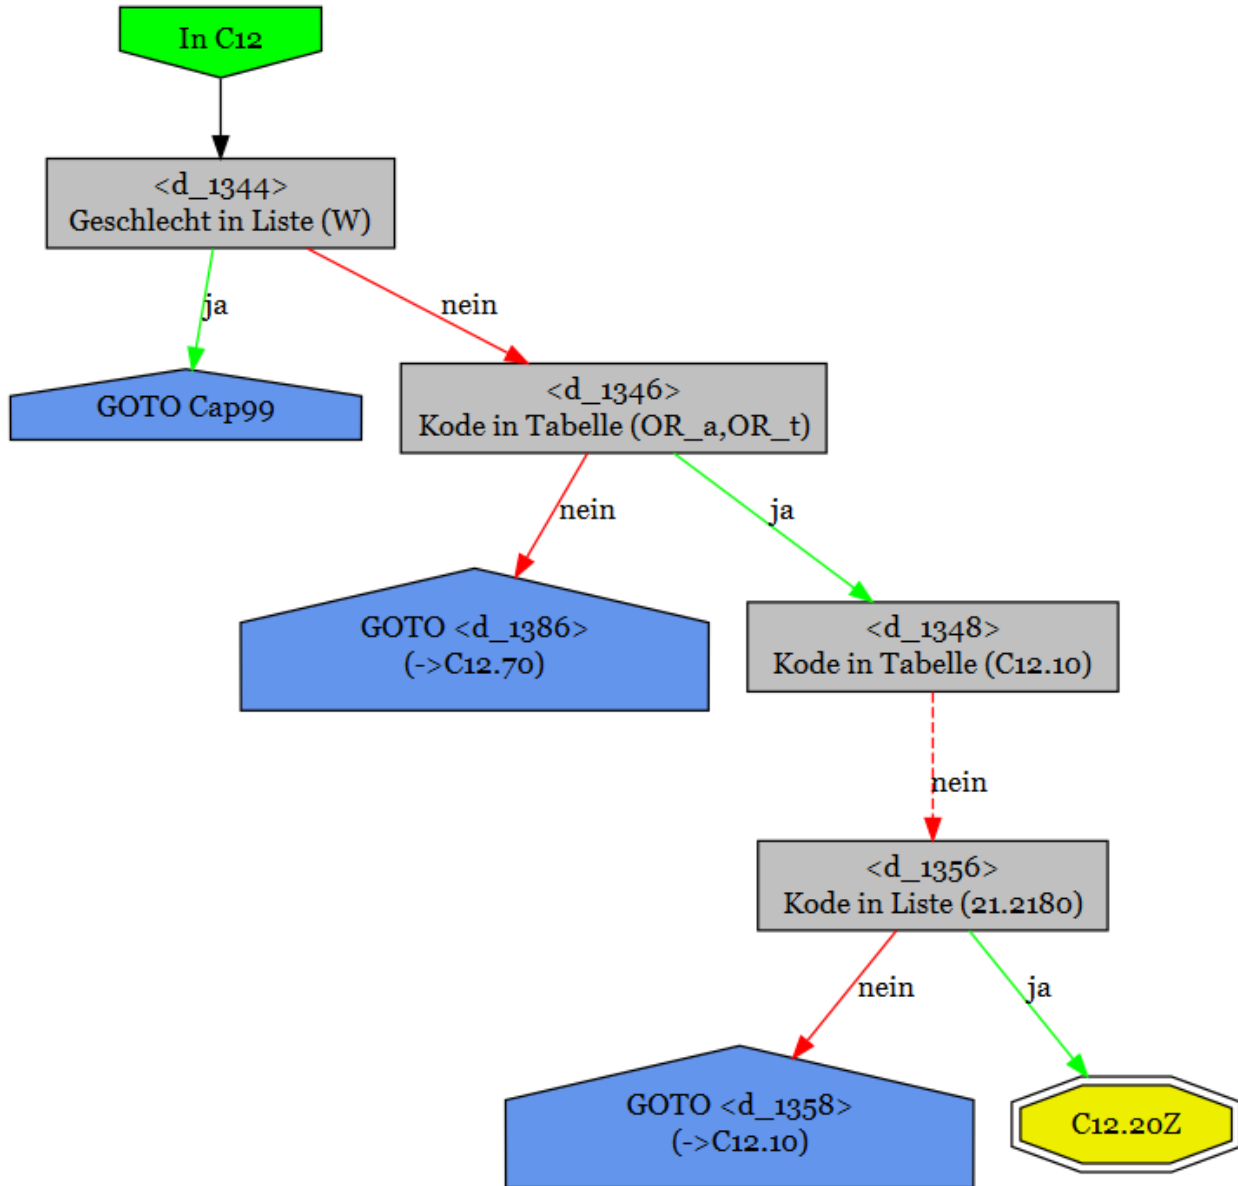 In C12
<d_1344>
Geschlecht in Liste (W)
ja
nein
GOTO Cap99
<d_1346>
Kode in Tabelle (OR_a,OR_t)
nein
ja
GOTO <d_1386>
(->C12.70)
<d_1348>
Kode in Tabelle (C12.10)
nein
<d_1356>
Kode in Liste (21.2180)
nein
ja
GOTO <d_1358>
(->C12.10)
C12.20Z